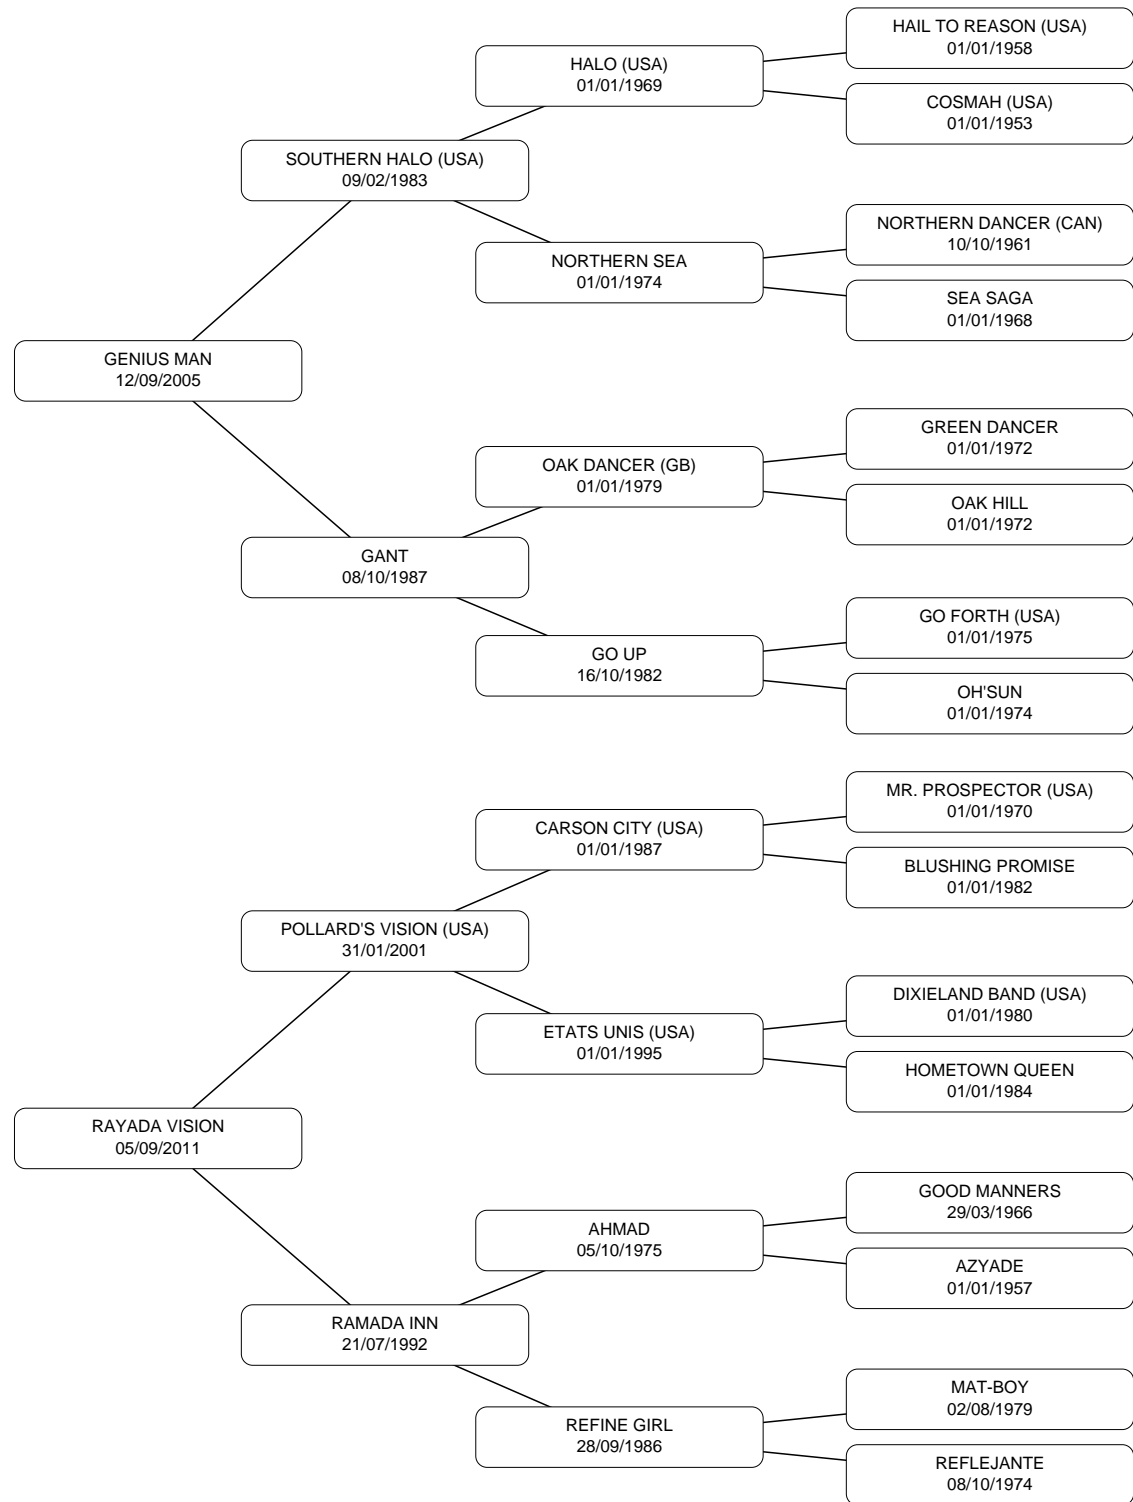 HAIL TO REASON (USA)
01/01/1958
HALO (USA)
01/01/1969
COSMAH (USA)
01/01/1953
SOUTHERN HALO (USA)
09/02/1983
NORTHERN DANCER (CAN)
10/10/1961
NORTHERN SEA
01/01/1974
SEA SAGA
01/01/1968
GENIUS MAN
12/09/2005
GREEN DANCER
01/01/1972
OAK DANCER (GB)
01/01/1979
OAK HILL
01/01/1972
GANT
08/10/1987
GO FORTH (USA)
01/01/1975
GO UP
16/10/1982
OH'SUN
01/01/1974
MR. PROSPECTOR (USA)
01/01/1970
CARSON CITY (USA)
01/01/1987
BLUSHING PROMISE
01/01/1982
POLLARD'S VISION (USA)
31/01/2001
DIXIELAND BAND (USA)
01/01/1980
ETATS UNIS (USA)
01/01/1995
HOMETOWN QUEEN
01/01/1984
RAYADA VISION
05/09/2011
GOOD MANNERS
29/03/1966
AHMAD
05/10/1975
AZYADE
01/01/1957
RAMADA INN
21/07/1992
MAT-BOY
02/08/1979
REFINE GIRL
28/09/1986
REFLEJANTE
08/10/1974